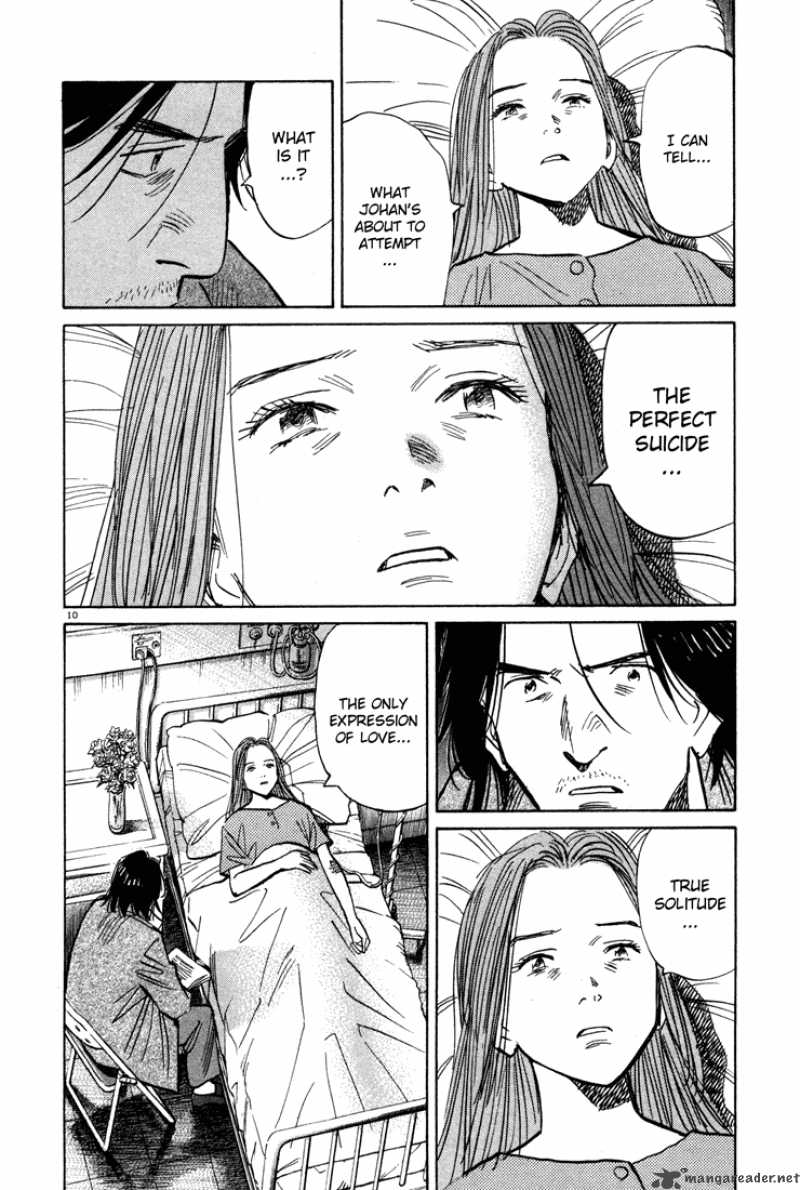 I CAN
TELL...
WHAT
JOHAN'S
ABOUT TO
ATTEMPT
...
WHAT
IS IT
...?
THE
PERFECT
SUICIDE
...
10
TRUE
SOLITUDE
...
THE ONLY
EXPRESSION
OF LOVE...
mangareader.net